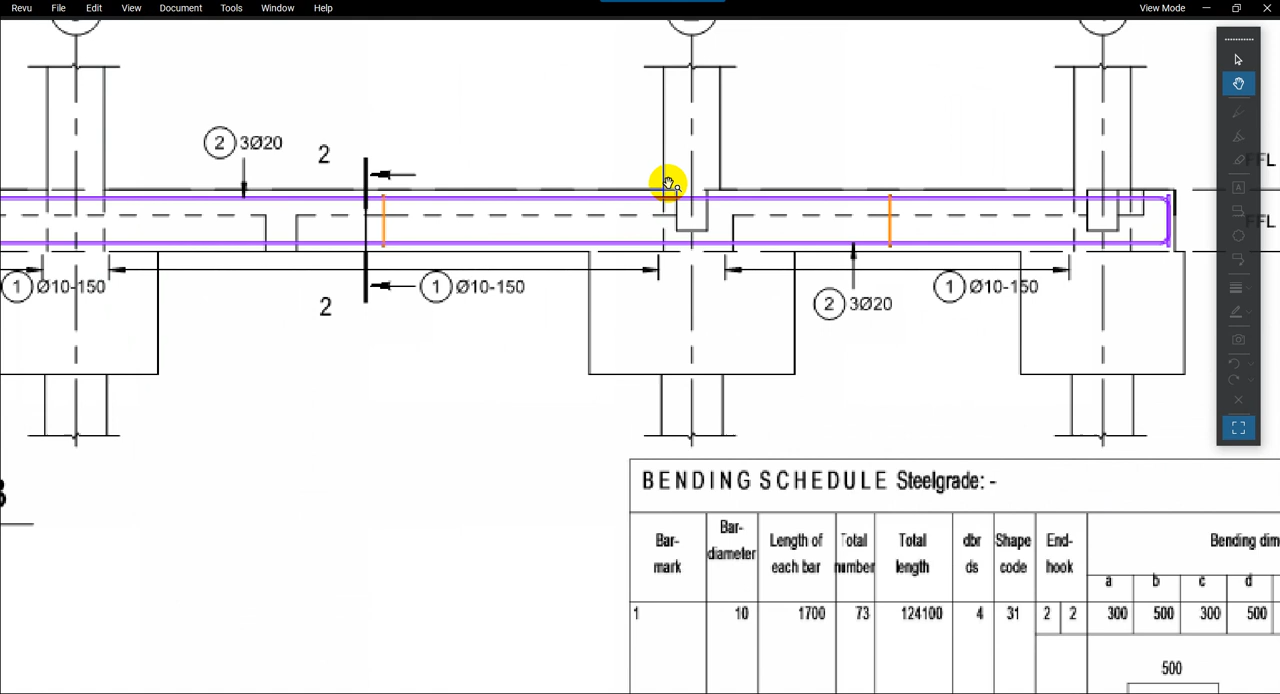 Revu File Edit View Document Tools Window Help View Mode
2 3Ø20
2
FFL
FFL
1 Ø10-150
1 Ø10-150
1 Ø10-150
2
2 3Ø20
BENDING SCHEDULE Steelgrade: -
Bar-mark
Bar-diameter
Length of each bar
Total number
Total length
dbr ds
Shape code
End-hook
Bending dim
a b c d
1 10 1700 73 124100 4 31 2 2 300 500 300 500
500